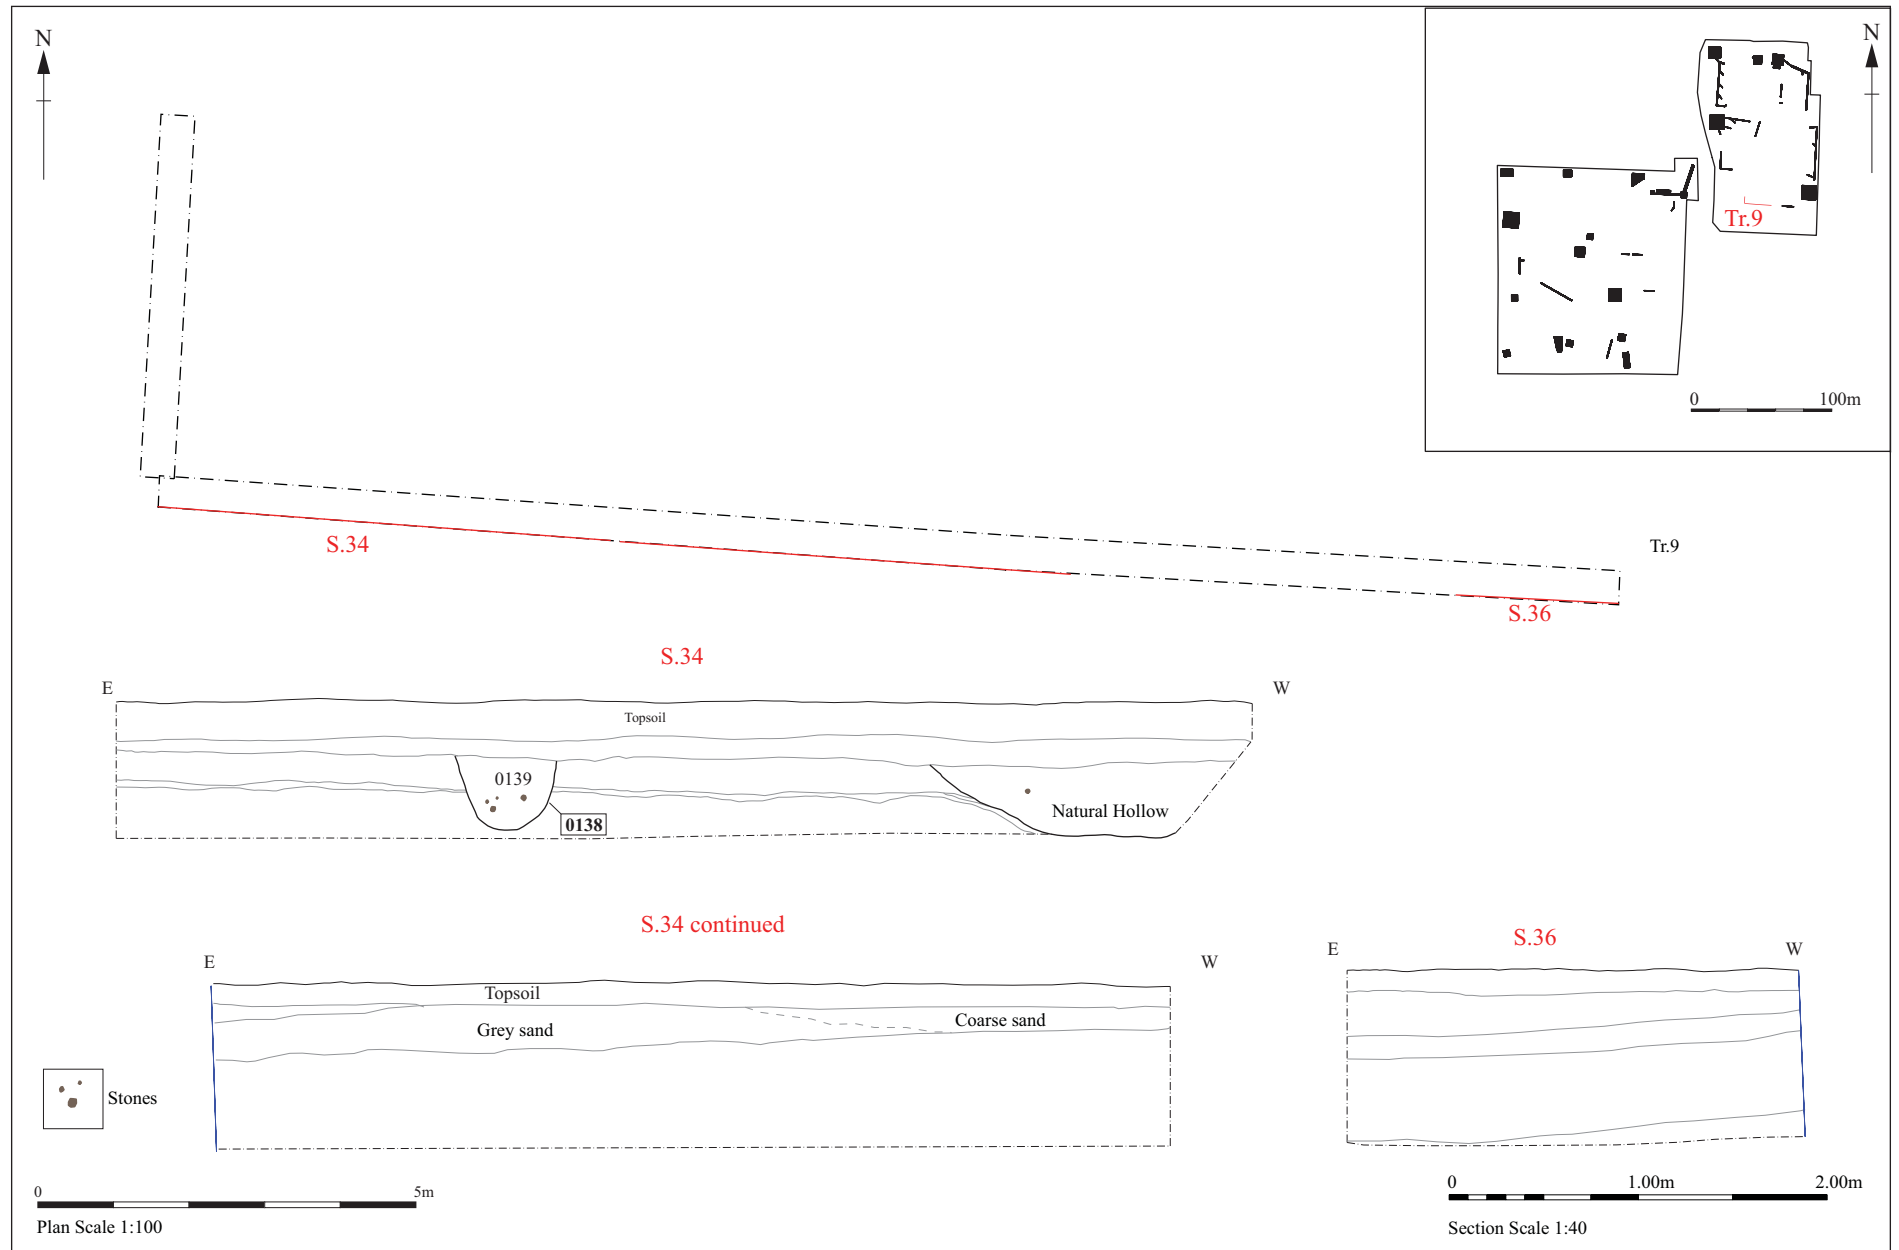 N
N
Tr.9
0 100m
S.34
Tr.9
S.36
S.34
E W
Topsoil
0139
0138
Natural Hollow
S.34 continued
E W
Topsoil
Grey sand
Coarse sand
S.36
E W
Stones
0 5m
Plan Scale 1:100
0 1.00m 2.00m
Section Scale 1:40